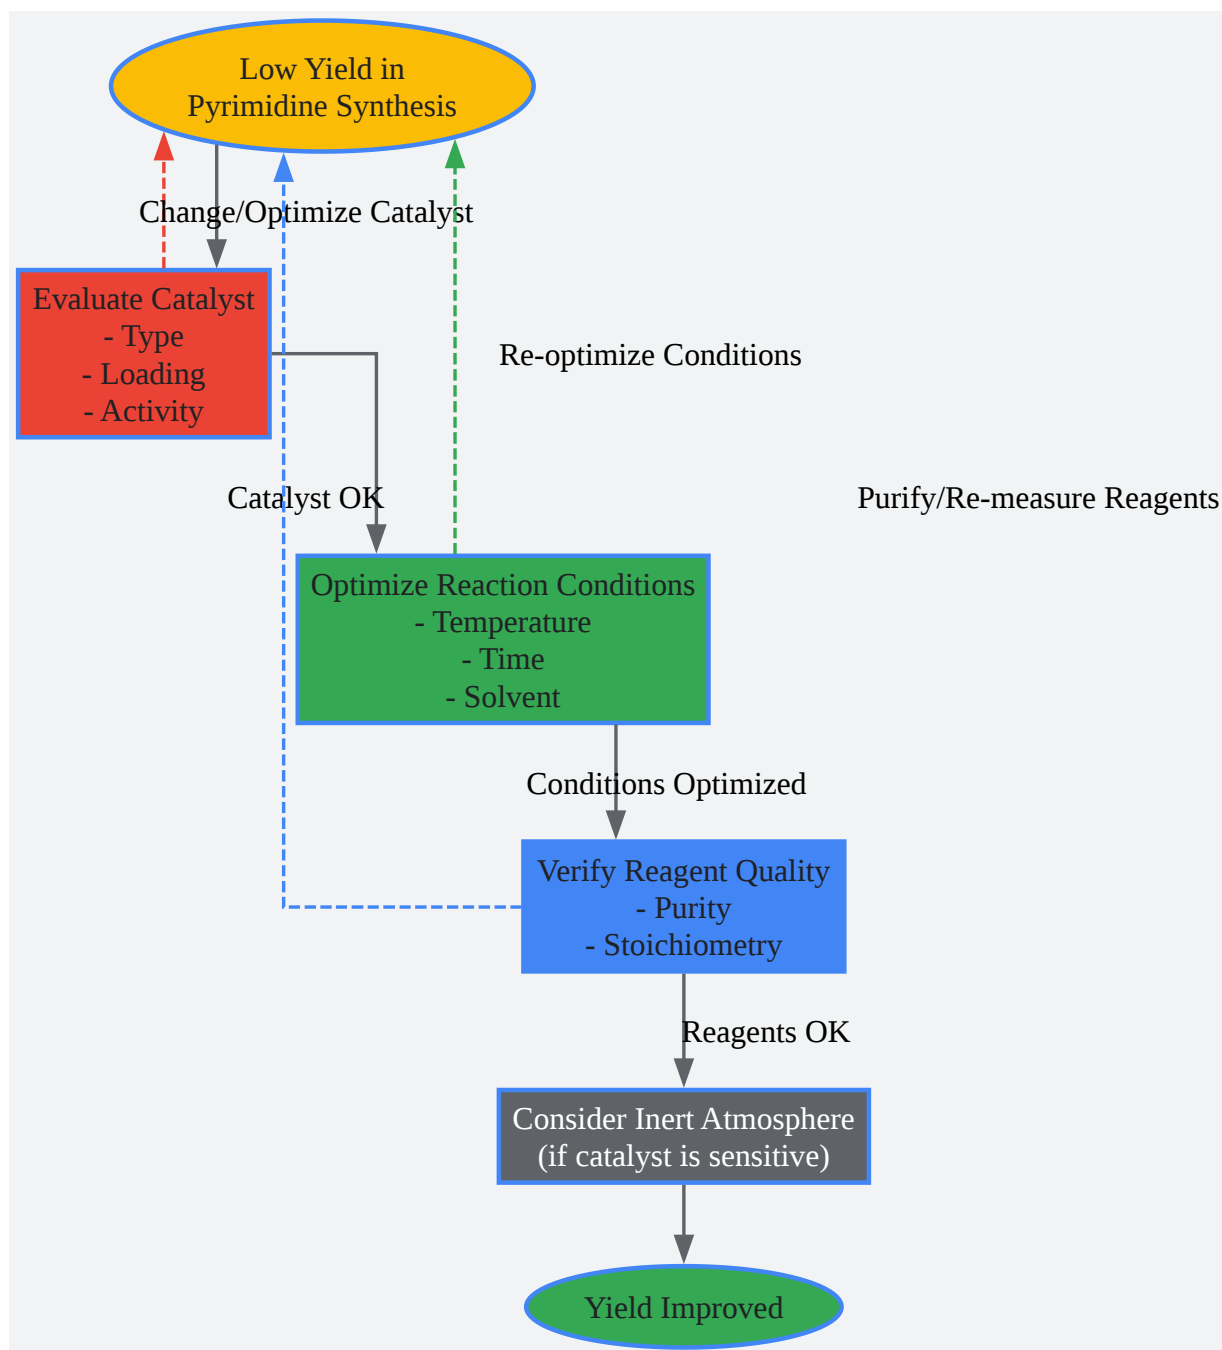 Low Yield in
Pyrimidine Synthesis
Change/Optimize Catalyst
Evaluate Catalyst
- Type
- Loading
- Activity
Re-optimize Conditions
Catalyst OK
Purify/Re-measure Reagents
Optimize Reaction Conditions
- Temperature
- Time
- Solvent
Conditions Optimized
Verify Reagent Quality
- Purity
- Stoichiometry
Reagents OK
Consider Inert Atmosphere
(if catalyst is sensitive)
Yield Improved